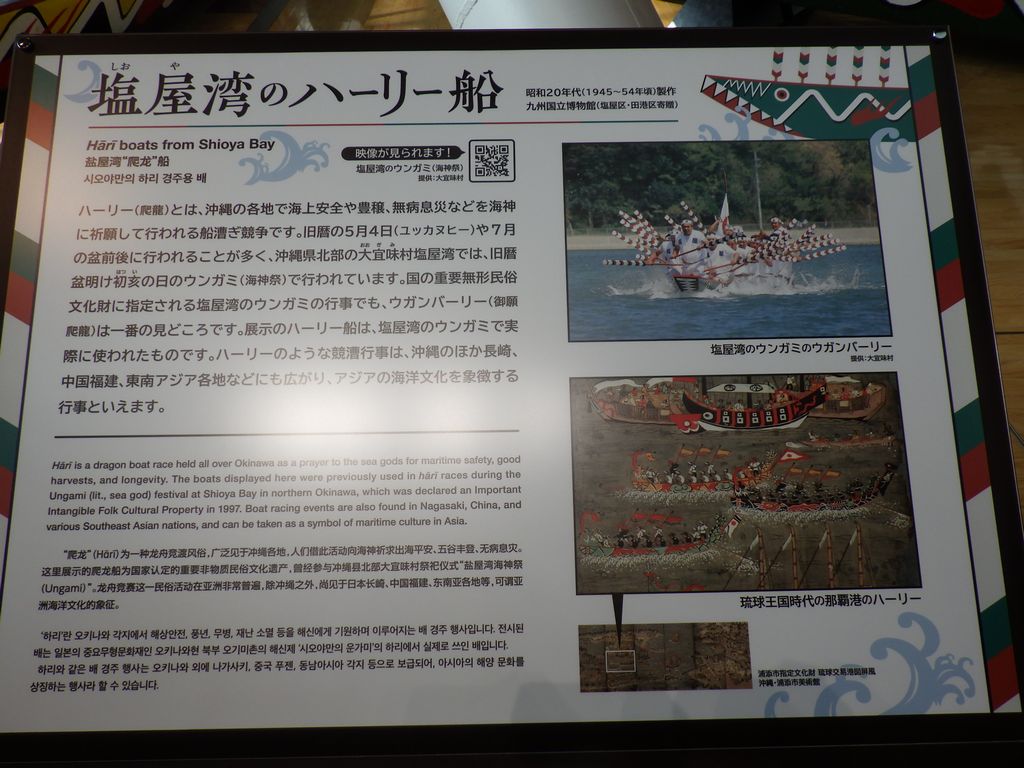 しお や
塩屋湾のハーリー船
昭和20年代(1945~54年頃)製作
九州国立博物館(塩屋区・田港区寄贈)
Hārī boats from Shioya Bay
盐屋湾“爬龙”船
시오야만의 하리 경주용 배
映像が見られます!
塩屋湾のウンガミ(海神祭)
提供:大宜味村
ハーリー(爬龍)とは、沖縄の各地で海上安全や豊穣、無病息災などを海神
に祈願して行われる船漕ぎ競争です。旧暦の5月4日(ユッカヌヒー)や7月
の盆前後に行われることが多く、沖縄県北部の大宜味村塩屋湾では、旧暦
盆明け初亥の日のウンガミ(海神祭)で行われています。国の重要無形民俗
文化財に指定される塩屋湾のウンガミの行事でも、ウガンバーリー(御願
爬龍)は一番の見どころです。展示のハーリー船は、塩屋湾のウンガミで実
際に使われたものです。ハーリーのような競漕行事は、沖縄のほか長崎、
中国福建、東南アジア各地などにも広がり、アジアの海洋文化を象徴する
行事といえます。
Hārī is a dragon boat race held all over Okinawa as a prayer to the sea gods for maritime safety, good
harvests, and longevity. The boats displayed here were previously used in hārī races during the
Ungami (lit., sea god) festival at Shioya Bay in northern Okinawa, which was declared an Important
Intangible Folk Cultural Property in 1997. Boat racing events are also found in Nagasaki, China, and
various Southeast Asian nations, and can be taken as a symbol of maritime culture in Asia.
“爬龙”(Hārī)为一种龙舟竞渡风俗,广泛见于冲绳各地,人们借此活动向海神祈求出海平安、五谷丰登、无病息灾。
这里展示的爬龙船为国家认定的重要非物质民俗文化遗产,曾经参与冲绳县北部大宜味村祭祀仪式“盐屋湾海神祭
(Ungami)”。龙舟竞赛这一民俗活动在亚洲非常普遍,除冲绳之外,尚见于日本长崎、中国福建、东南亚各地等,可谓亚
洲海洋文化的象征。
‘하리’란 오키나와 각지에서 해상안전, 풍년, 무병, 재난 소멸 등을 해신에게 기원하며 이루어지는 배 경주 행사입니다. 전시된
배는 일본의 중요무형문화재인 오키나와현 북부 오기미촌의 해신제 ‘시오야만의 운가미’의 하리에서 실제로 쓰인 배입니다.
하리와 같은 배 경주 행사는 오키나와 외에 나가사키, 중국 푸젠, 동남아시아 각지 등으로 보급되어, 아시아의 해양 문화를
상징하는 행사라 할 수 있습니다.
塩屋湾のウンガミのウガンバーリー
提供:大宜味村
琉球王国時代の那覇港のハーリー
浦添市指定文化財 琉球交易港図屏風
沖縄・浦添市美術館